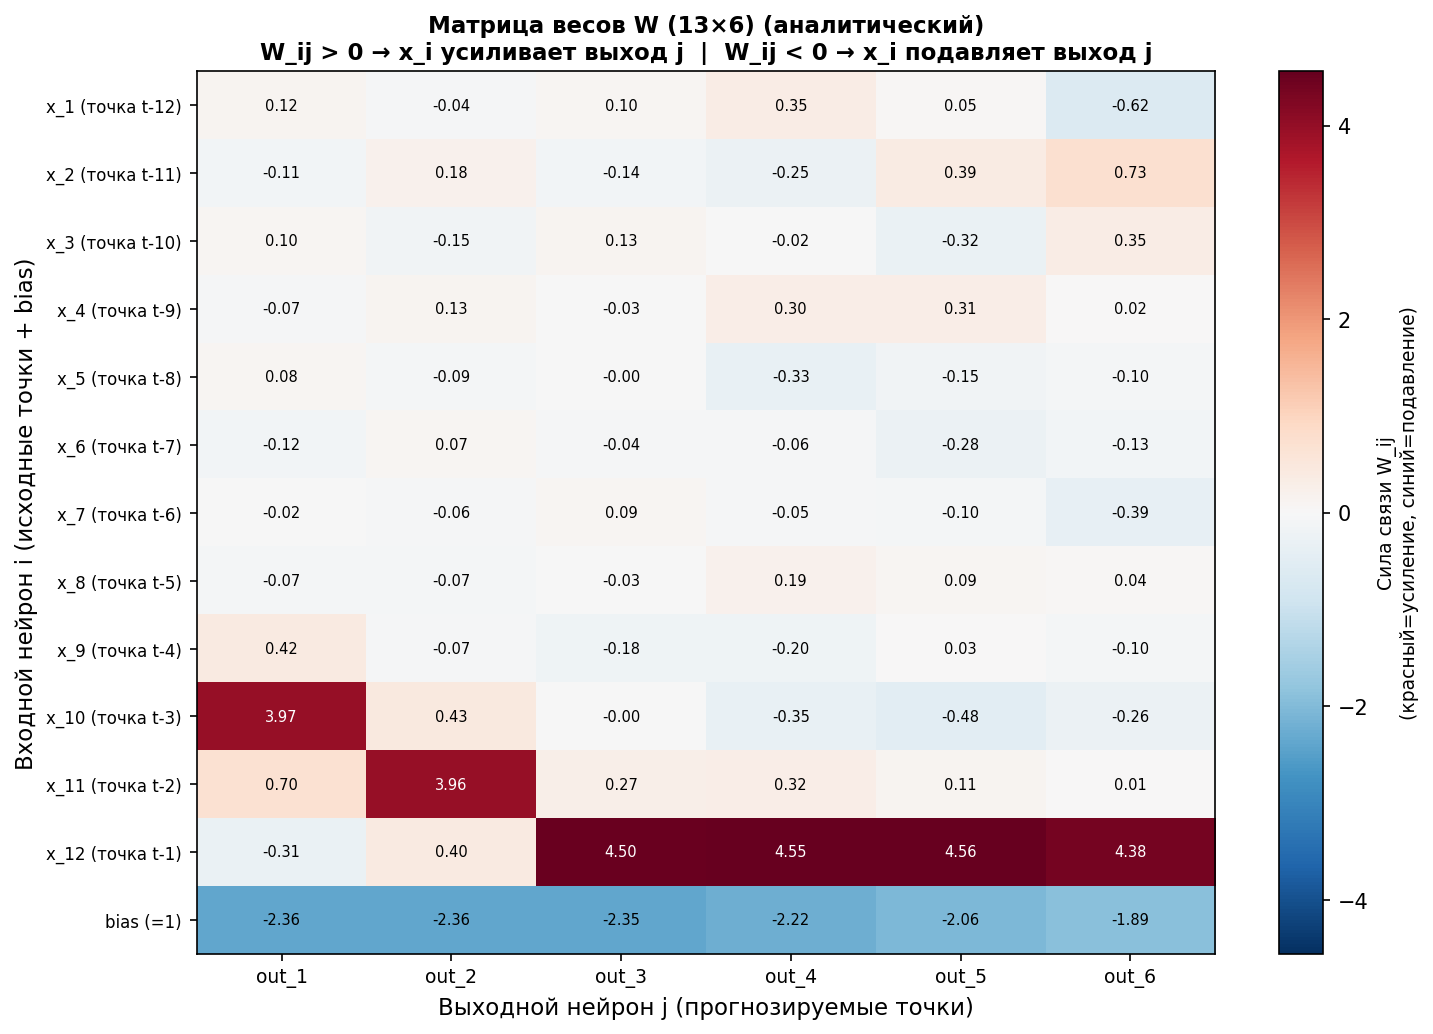 Матрица весов W (13×6) (аналитический)
W_ij > 0 → x_i усиливает выход j | W_ij < 0 → x_i подавляет выход j
Входной нейрон i (исходные точки + bias)
x_1 (точка t-12) 0.12 -0.04 0.10 0.35 0.05 -0.62
x_2 (точка t-11) -0.11 0.18 -0.14 -0.25 0.39 0.73
x_3 (точка t-10) 0.10 -0.15 0.13 -0.02 -0.32 0.35
x_4 (точка t-9) -0.07 0.13 -0.03 0.30 0.31 0.02
x_5 (точка t-8) 0.08 -0.09 -0.00 -0.33 -0.15 -0.10
x_6 (точка t-7) -0.12 0.07 -0.04 -0.06 -0.28 -0.13
x_7 (точка t-6) -0.02 -0.06 0.09 -0.05 -0.10 -0.39
x_8 (точка t-5) -0.07 -0.07 -0.03 0.19 0.09 0.04
x_9 (точка t-4) 0.42 -0.07 -0.18 -0.20 0.03 -0.10
x_10 (точка t-3) 3.97 0.43 -0.00 -0.35 -0.48 -0.26
x_11 (точка t-2) 0.70 3.96 0.27 0.32 0.11 0.01
x_12 (точка t-1) -0.31 0.40 4.50 4.55 4.56 4.38
bias (=1) -2.36 -2.36 -2.35 -2.22 -2.06 -1.89
out_1 out_2 out_3 out_4 out_5 out_6
Выходной нейрон j (прогнозируемые точки)
4
2
0
−2
−4
Сила связи W_ij
(красный=усиление, синий=подавление)